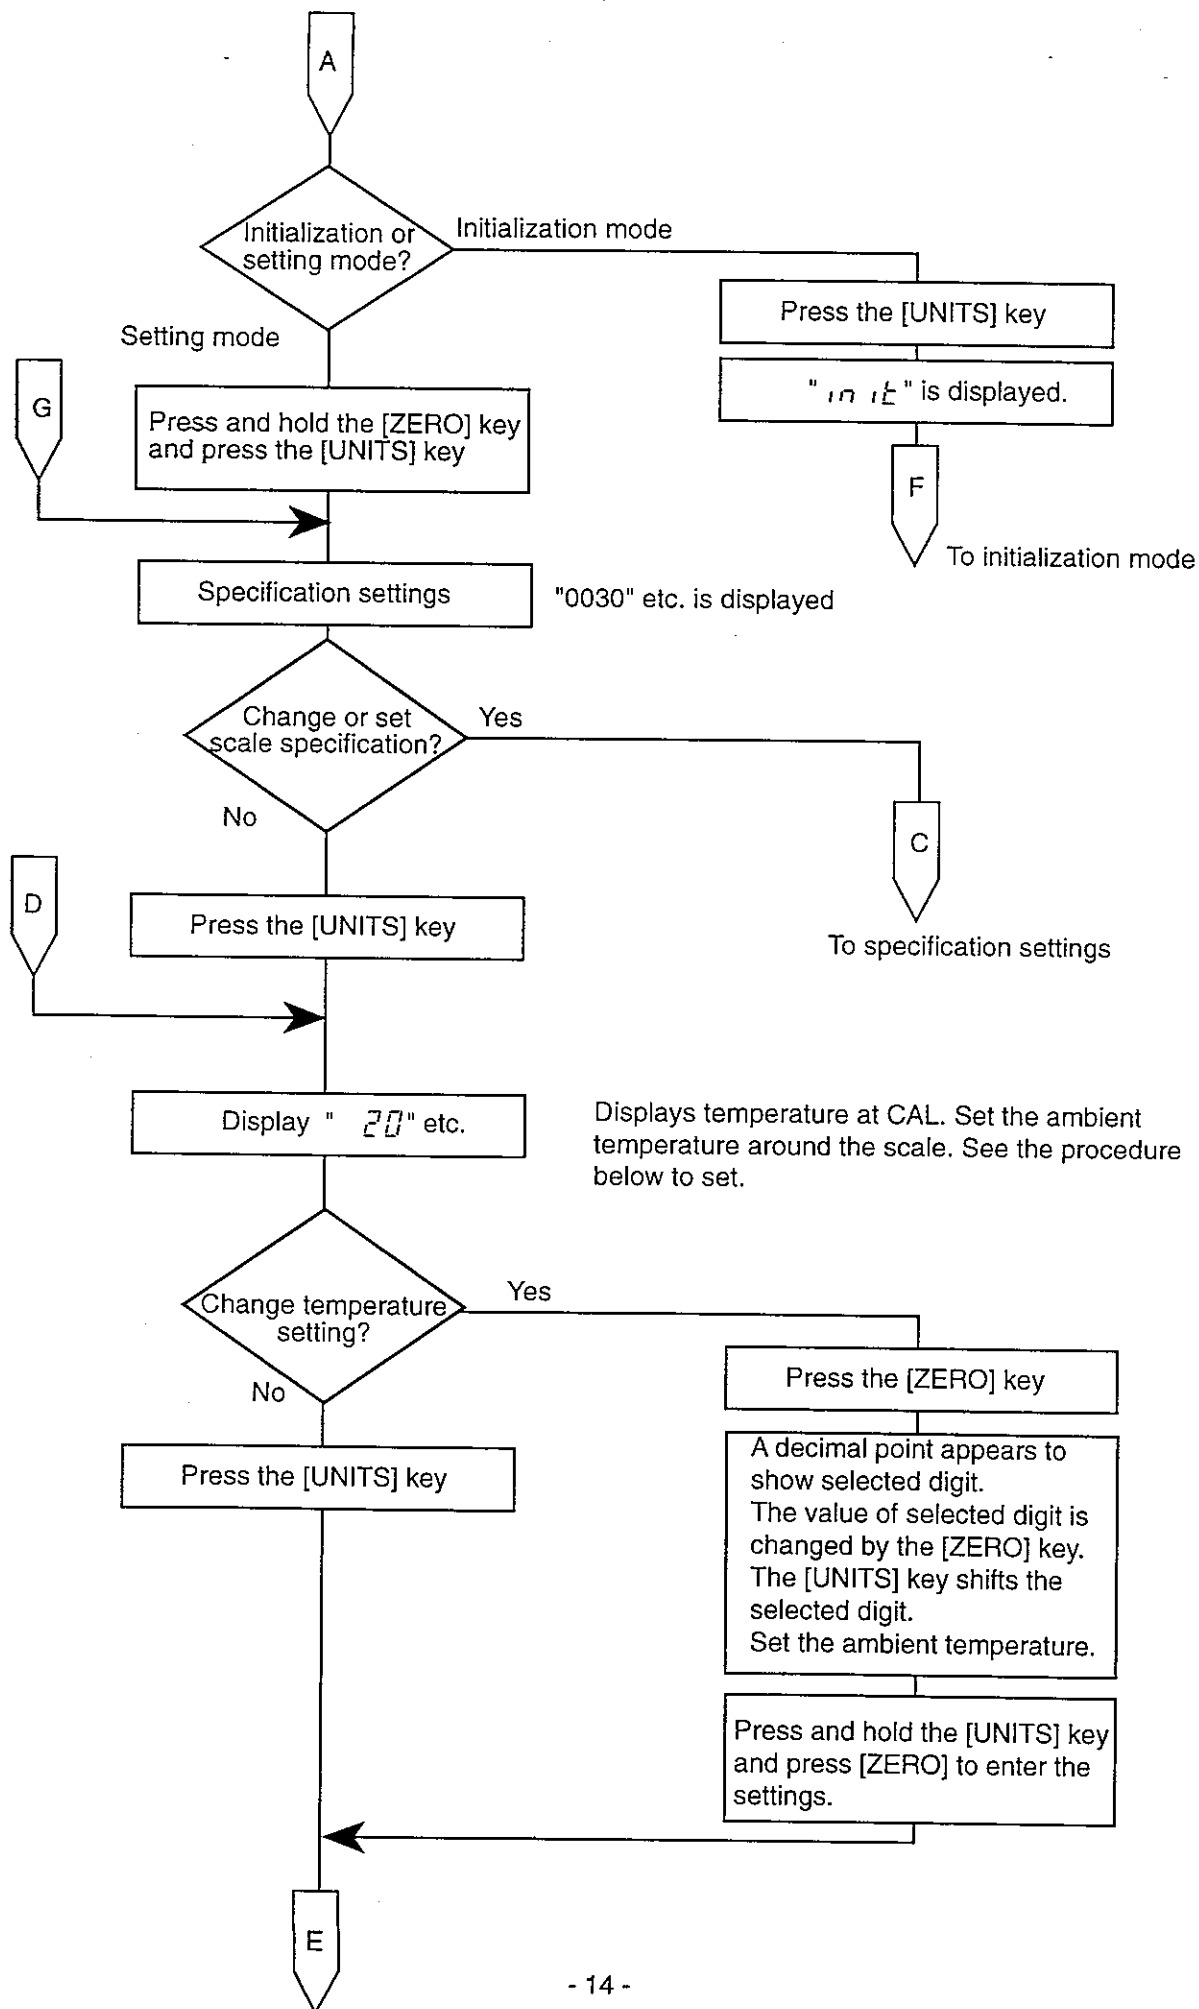 A
Initialization or
setting mode?
Initialization mode
Press the [UNITS] key
" init" is displayed.
F
To initialization mode
Setting mode
G
Press and hold the [ZERO] key
and press the [UNITS] key
Specification settings
"0030" etc. is displayed
Change or set
scale specification?
Yes
No
C
To specification settings
D
Press the [UNITS] key
Display " 20" etc.
Displays temperature at CAL. Set the ambient
temperature around the scale. See the procedure
below to set.
Change temperature
setting?
Yes
No
Press the [ZERO] key
Press the [UNITS] key
A decimal point appears to
show selected digit.
The value of selected digit is
changed by the [ZERO] key.
The [UNITS] key shifts the
selected digit.
Set the ambient temperature.
Press and hold the [UNITS] key
and press [ZERO] to enter the
settings.
E
- 14 -